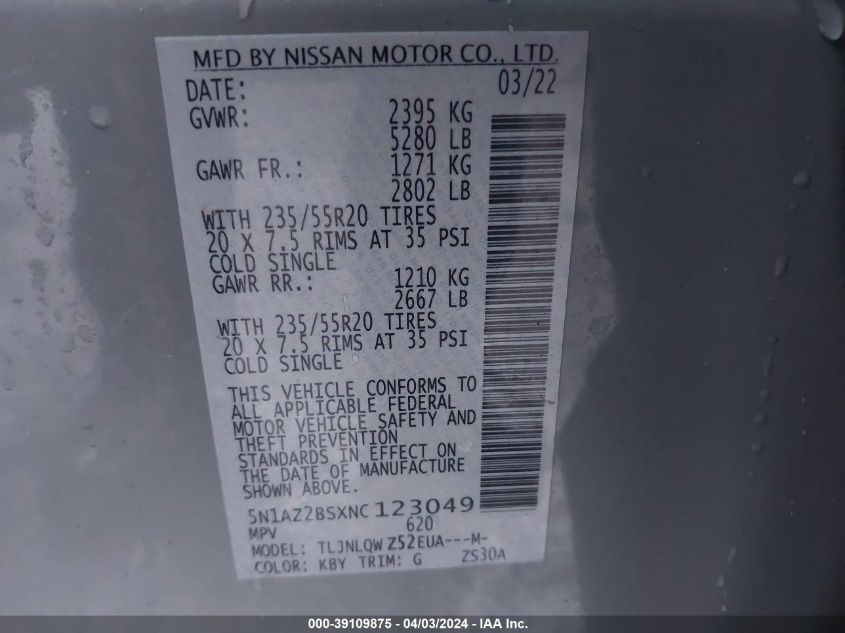 MFD BY NISSAN MOTOR CO., LTD.
DATE: 03/22
GVWR: 2395 KG
5280 LB
GAWR FR.: 1271 KG
2802 LB
WITH 235/55R20 TIRES
20 X 7.5 RIMS AT 35 PSI
COLD SINGLE
GAWR RR.: 1210 KG
2667 LB
WITH 235/55R20 TIRES
20 X 7.5 RIMS AT 35 PSI
COLD SINGLE
THIS VEHICLE CONFORMS TO
ALL APPLICABLE FEDERAL
MOTOR VEHICLE SAFETY AND
THEFT PREVENTION
STANDARDS IN EFFECT ON
THE DATE OF MANUFACTURE
SHOWN ABOVE.
5N1AZ2BSXNC123049
MPV 620
MODEL: TLJNLQW Z52EUA---M-
COLOR: KBY TRIM: G ZS30A
000-39109875 - 04/03/2024 - IAA Inc.